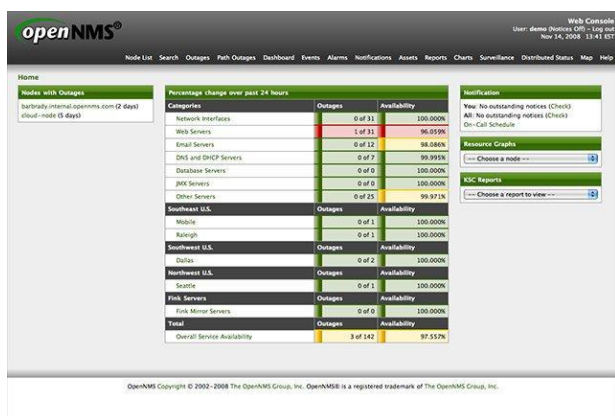 openNMS®
Web Console
User: demo (Notices Off) - Log out
Nov 14, 2008 13:41 EST
Node List Search Outages Path Outages Dashboard Events Alarms Notifications Assets Reports Charts Surveillance Distributed Status Map Help
Home
Nodes with Outages
barbrady.internal.opennms.com (2 days)
cloud-node (5 days)
Percentage change over past 24 hours
Categories Outages Availability
Network Interfaces 0 of 31 100.000%
Web Servers 1 of 31 96.059%
Email Servers 0 of 12 98.086%
DNS and DHCP Servers 0 of 7 99.995%
Database Servers 0 of 0 100.000%
JMX Servers 0 of 0 100.000%
Other Servers 0 of 25 99.971%
Southeast U.S. Outages Availability
Mobile 0 of 1 100.000%
Raleigh 0 of 1 100.000%
Southwest U.S. Outages Availability
Dallas 0 of 2 100.000%
Northwest U.S. Outages Availability
Seattle 0 of 1 100.000%
Fink Servers Outages Availability
Fink Mirror Servers 0 of 0 100.000%
Total Outages Availability
Overall Service Availability 3 of 142 97.557%
Notification
You: No outstanding notices (Check)
All: No outstanding notices (Check)
On-Call Schedule
Resource Graphs
-- Choose a node --
KSC Reports
-- Choose a report to view --
OpenNMS Copyright © 2002-2008 The OpenNMS Group, Inc. OpenNMS® is a registered trademark of The OpenNMS Group, Inc.